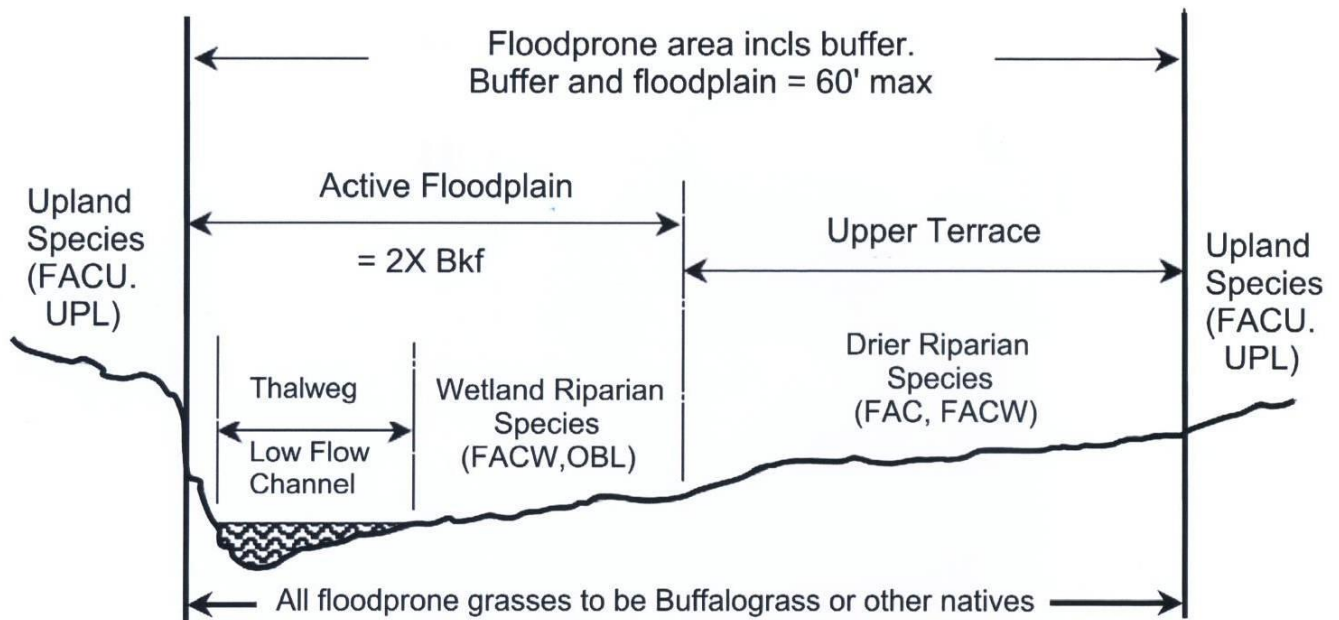 Floodprone area incls buffer.
Buffer and floodplain = 60' max
Upland
Species
(FACU.
UPL)
Active Floodplain
= 2X Bkf
Upper Terrace
Upland
Species
(FACU.
UPL)
Thalweg
Low Flow
Channel
Wetland Riparian
Species
(FACW,OBL)
Drier Riparian
Species
(FAC, FACW)
All floodprone grasses to be Buffalograss or other natives